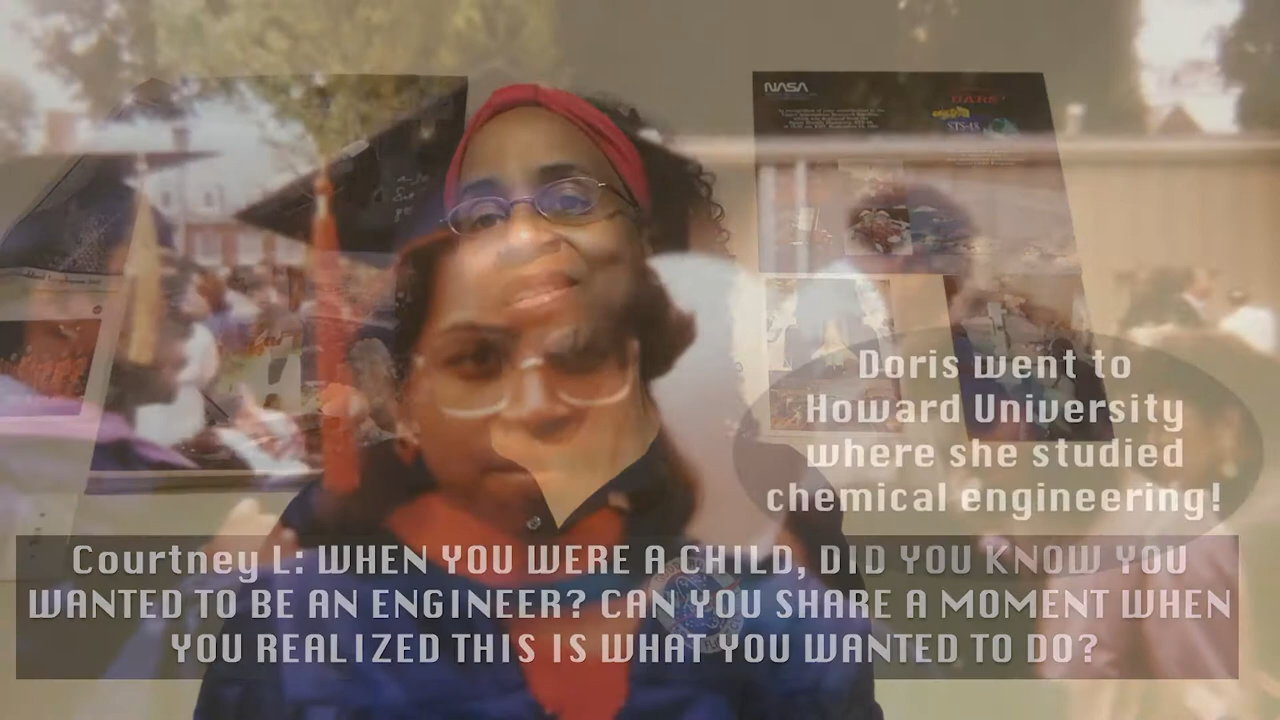 NASA
STS-48
Doris went to
Howard University
where she studied
chemical engineering!
Courtney L: WHEN YOU WERE A CHILD, DID YOU KNOW YOU
WANTED TO BE AN ENGINEER? CAN YOU SHARE A MOMENT WHEN
YOU REALIZED THIS IS WHAT YOU WANTED TO DO?